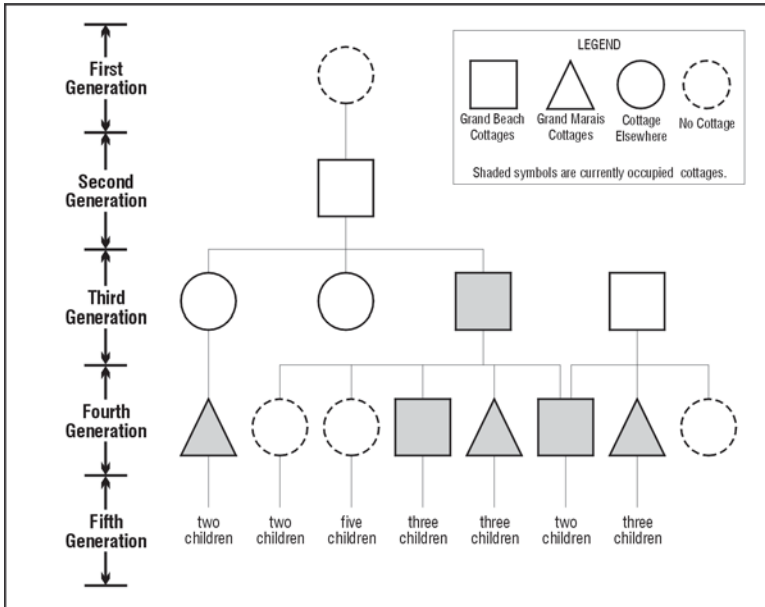 First
Generation
Second
Generation
Third
Generation
Fourth
Generation
Fifth
Generation
LEGEND
Grand Beach
Cottages
Grand Marais
Cottages
Cottage
Elsewhere
No Cottage
Shaded symbols are currently occupied cottages.
two
children
two
children
five
children
three
children
three
children
two
children
three
children